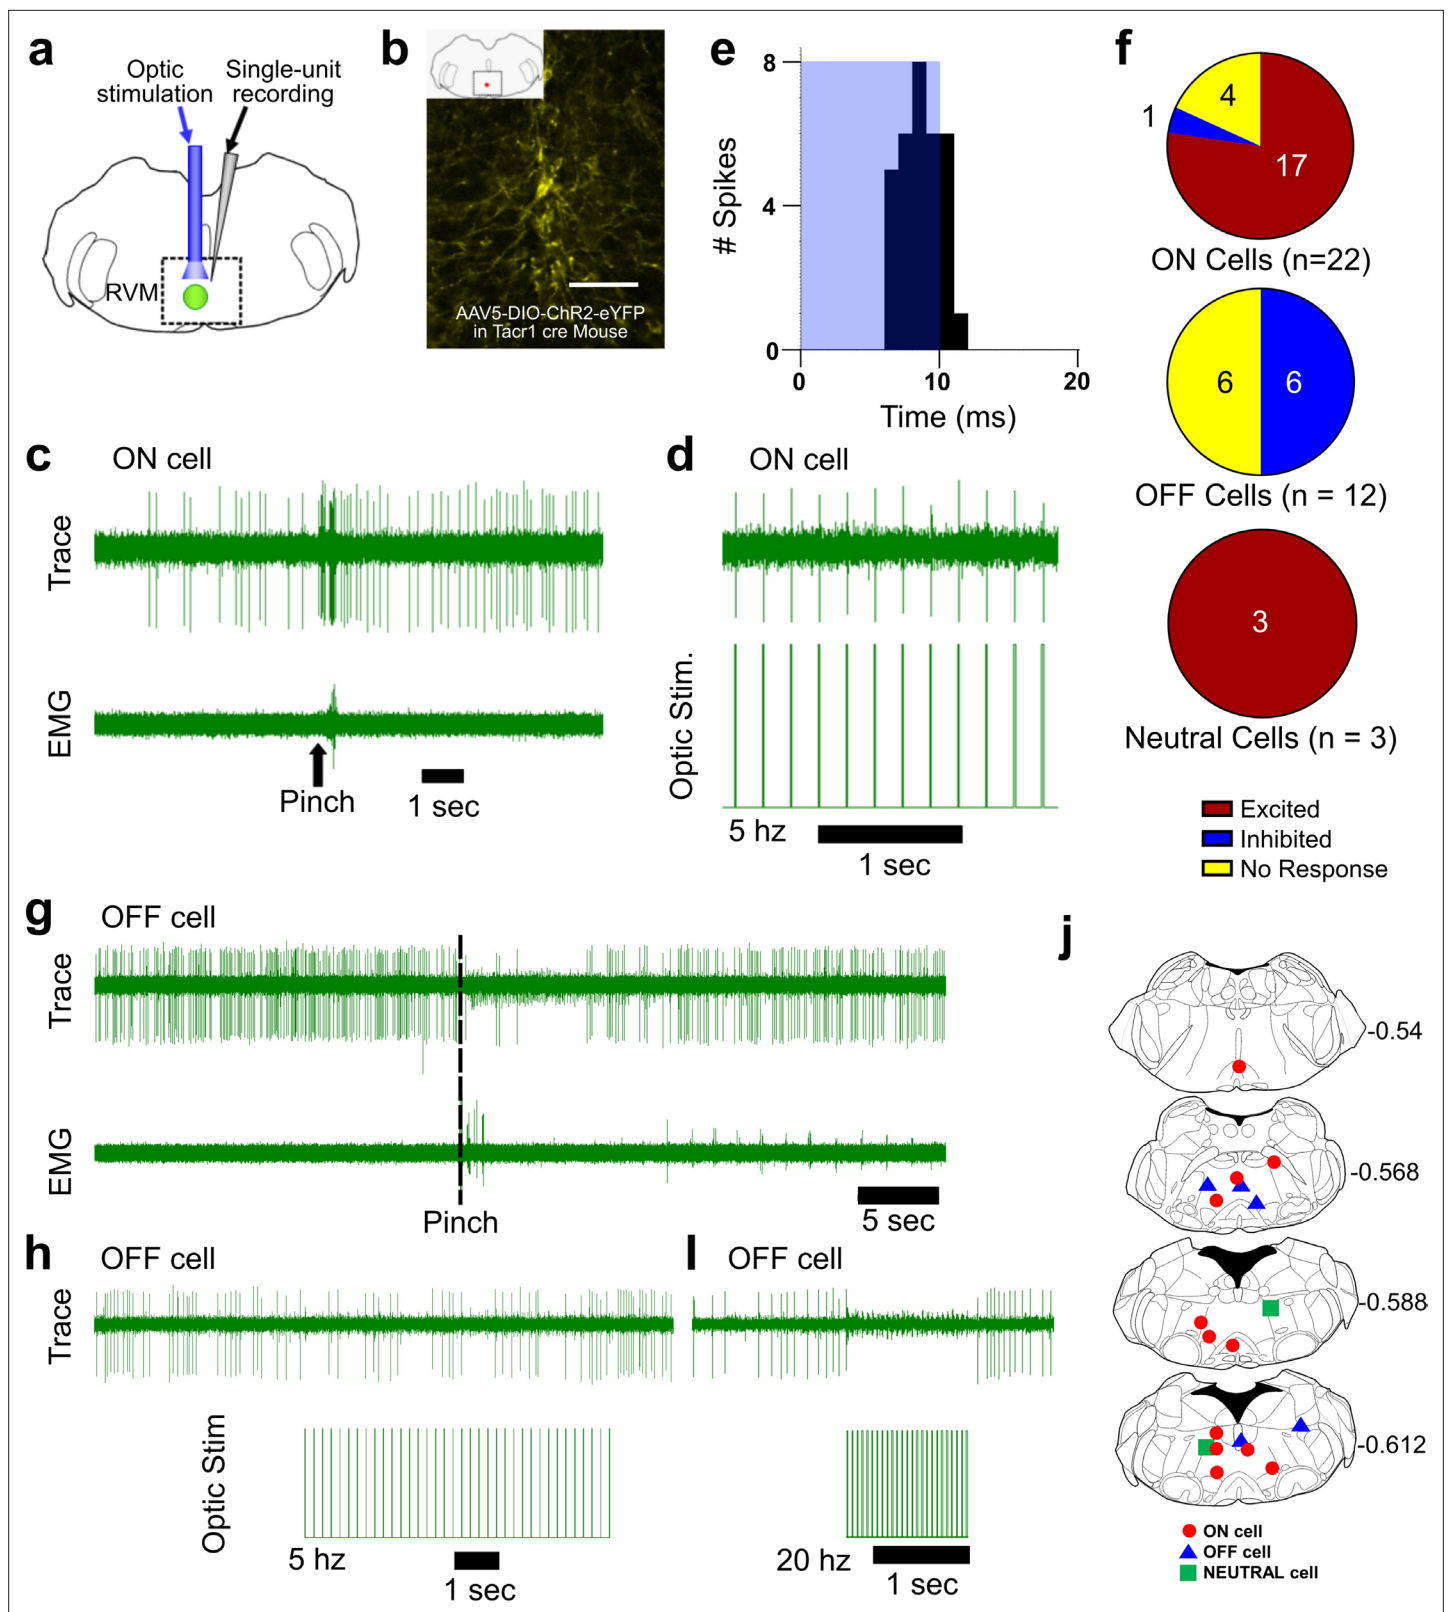 a
Optic
stimulation
Single-unit
recording
RVM
b
AAV5-DIO-ChR2-eYFP
in Tacr1 cre Mouse
e
# Spikes
8
4
0
0
10
20
Time (ms)
f
4
1
17
ON Cells (n=22)
6
6
OFF Cells (n = 12)
3
Neutral Cells (n = 3)
Excited
Inhibited
No Response
c
ON cell
Trace
EMG
Pinch
1 sec
d
ON cell
Optic Stim.
5 hz
1 sec
g
OFF cell
Trace
EMG
Pinch
5 sec
h
OFF cell
Trace
Optic Stim
5 hz
1 sec
I
OFF cell
20 hz
1 sec
j
-0.54
-0.568
-0.588
-0.612
ON cell
OFF cell
NEUTRAL cell